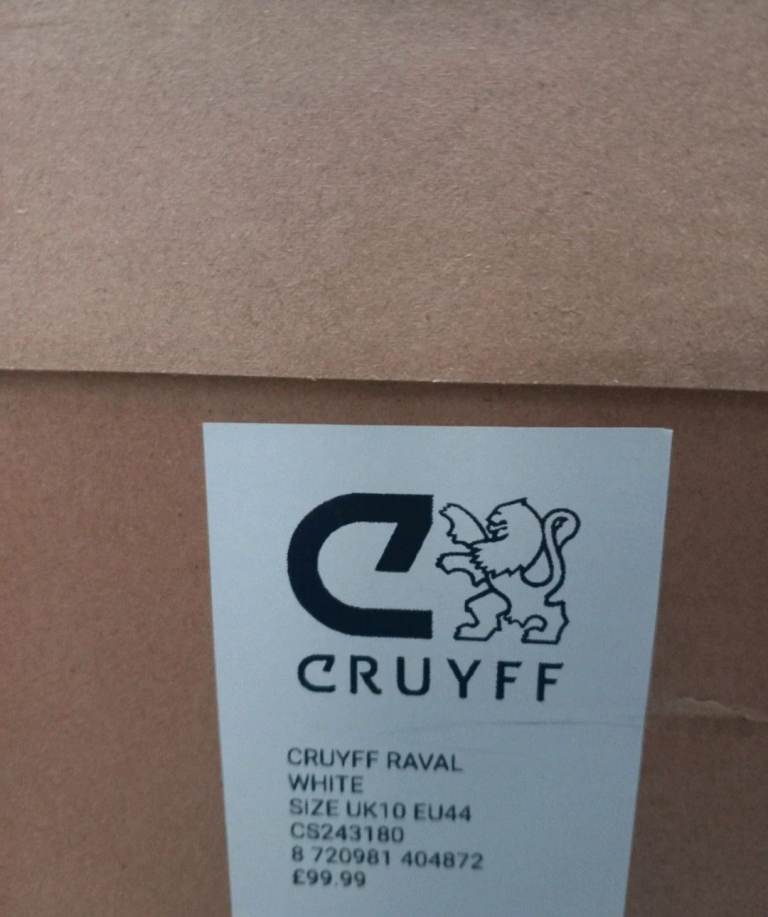 CRUYFF
CRUYFF RAVAL
WHITE
SIZE UK10 EU44
CS243180
8 720981 404872
£99.99